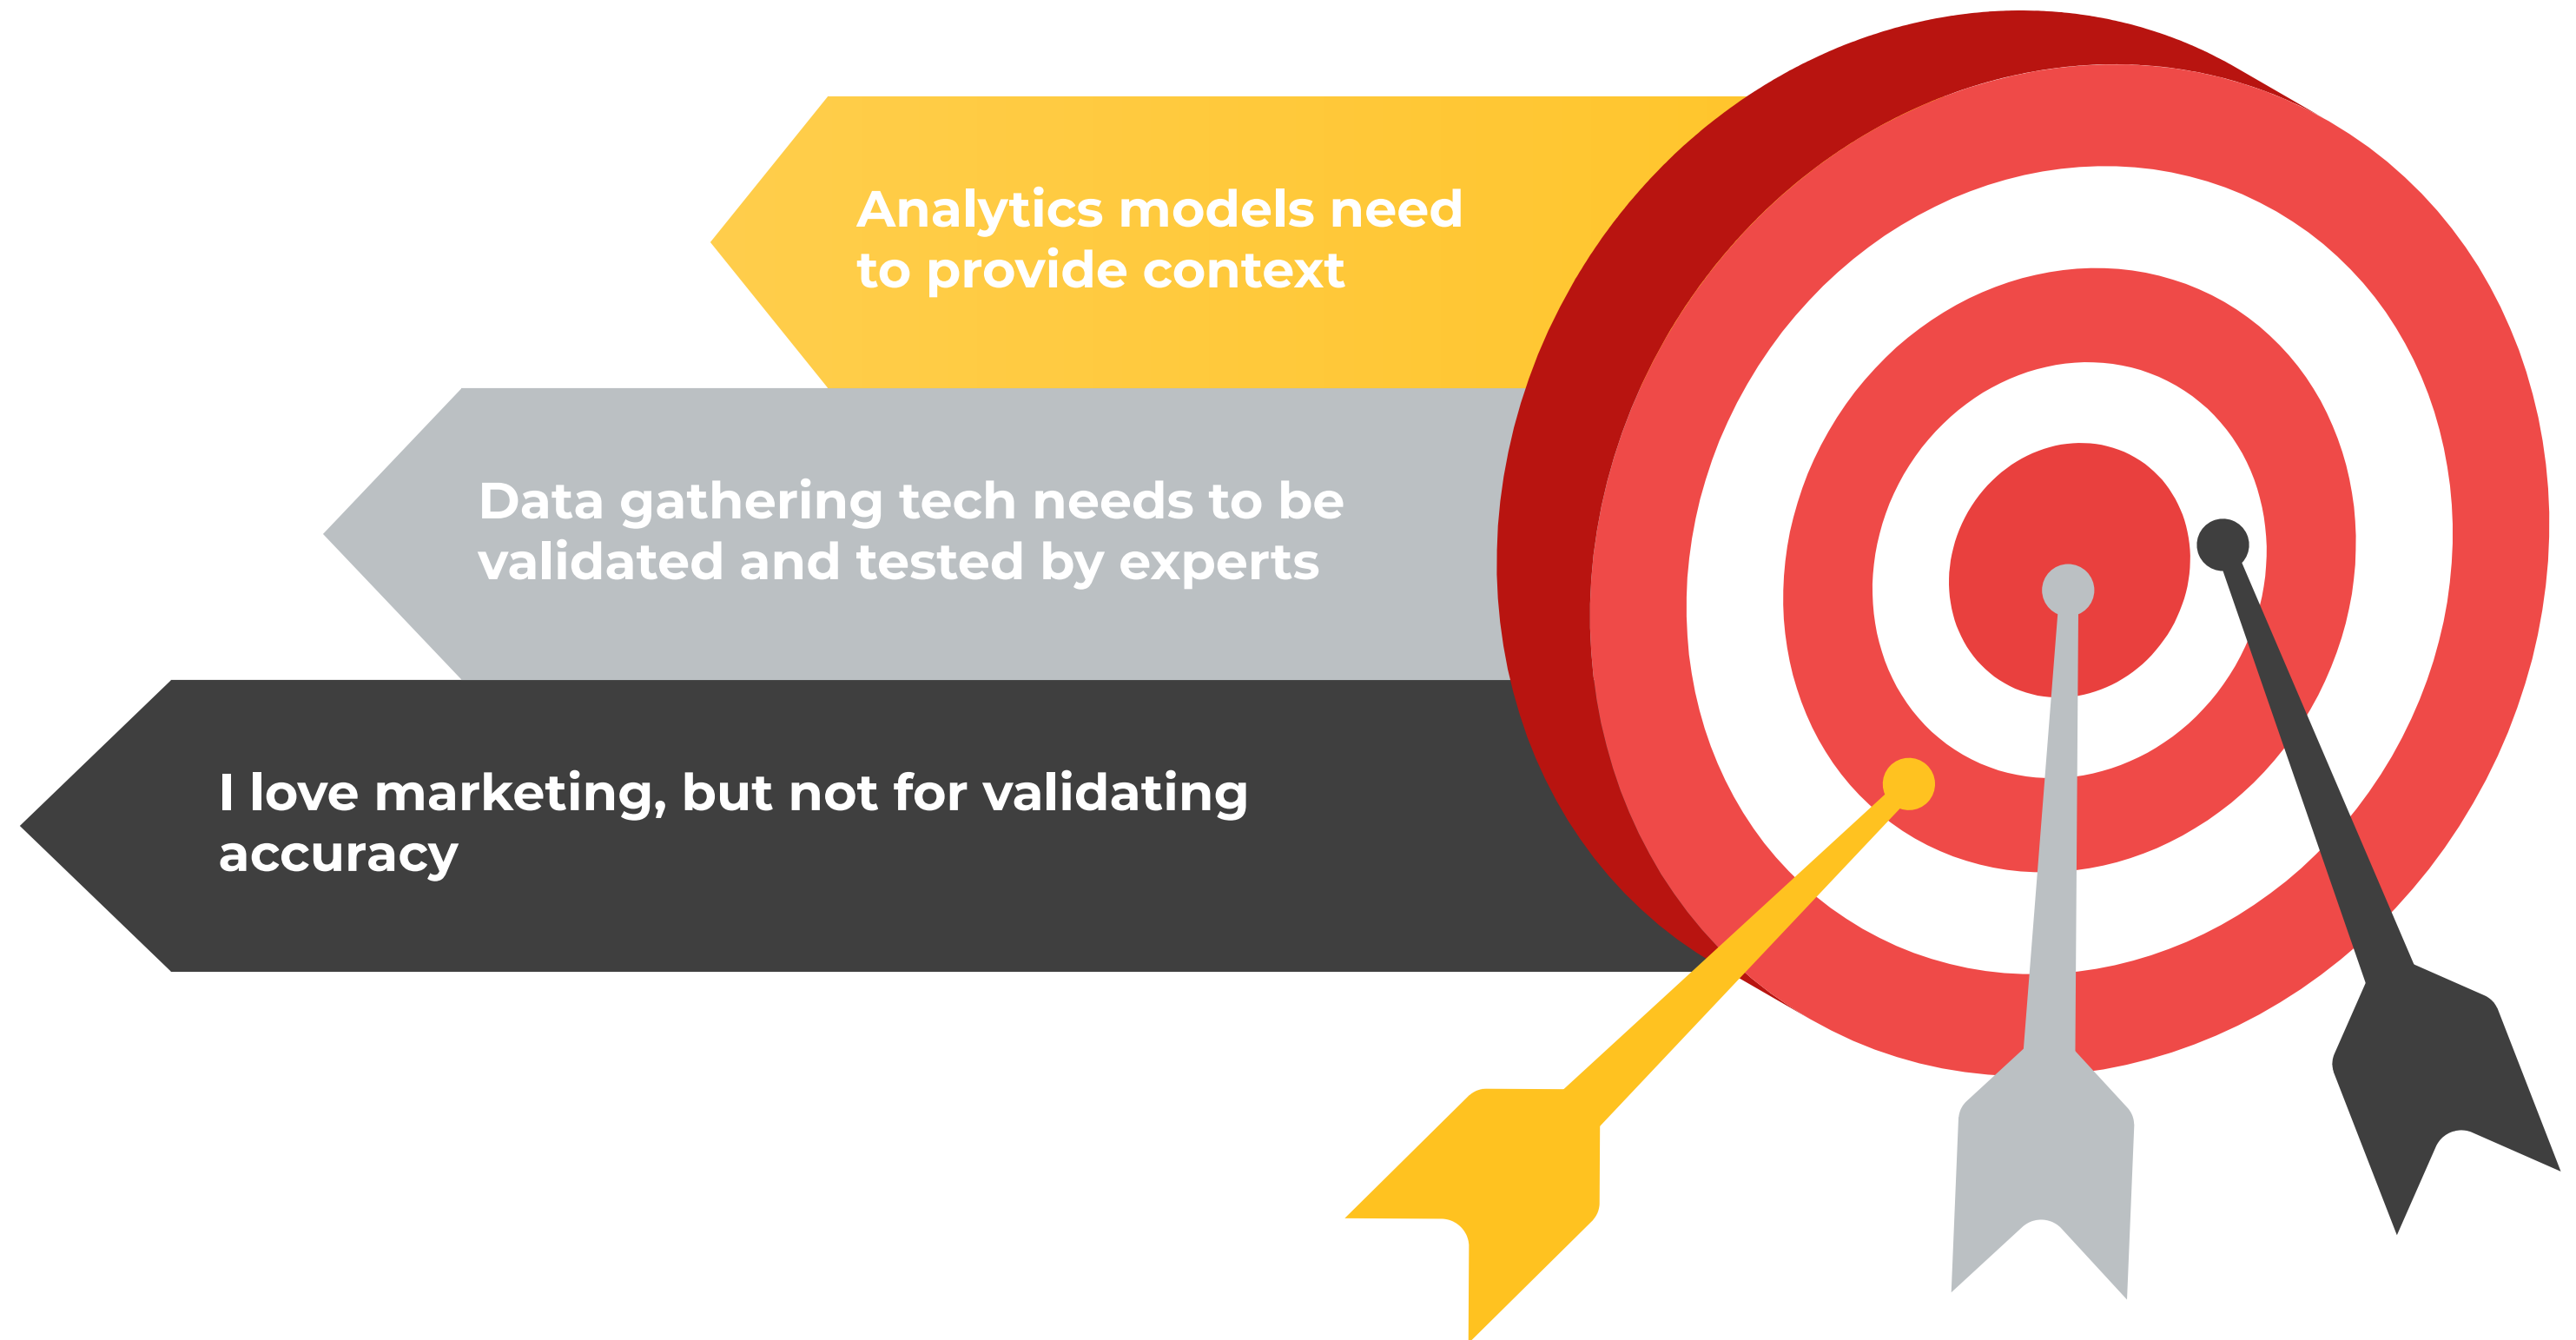 Analytics models need
to provide context
Data gathering tech needs to be
validated and tested by experts
I love marketing, but not for validating
accuracy